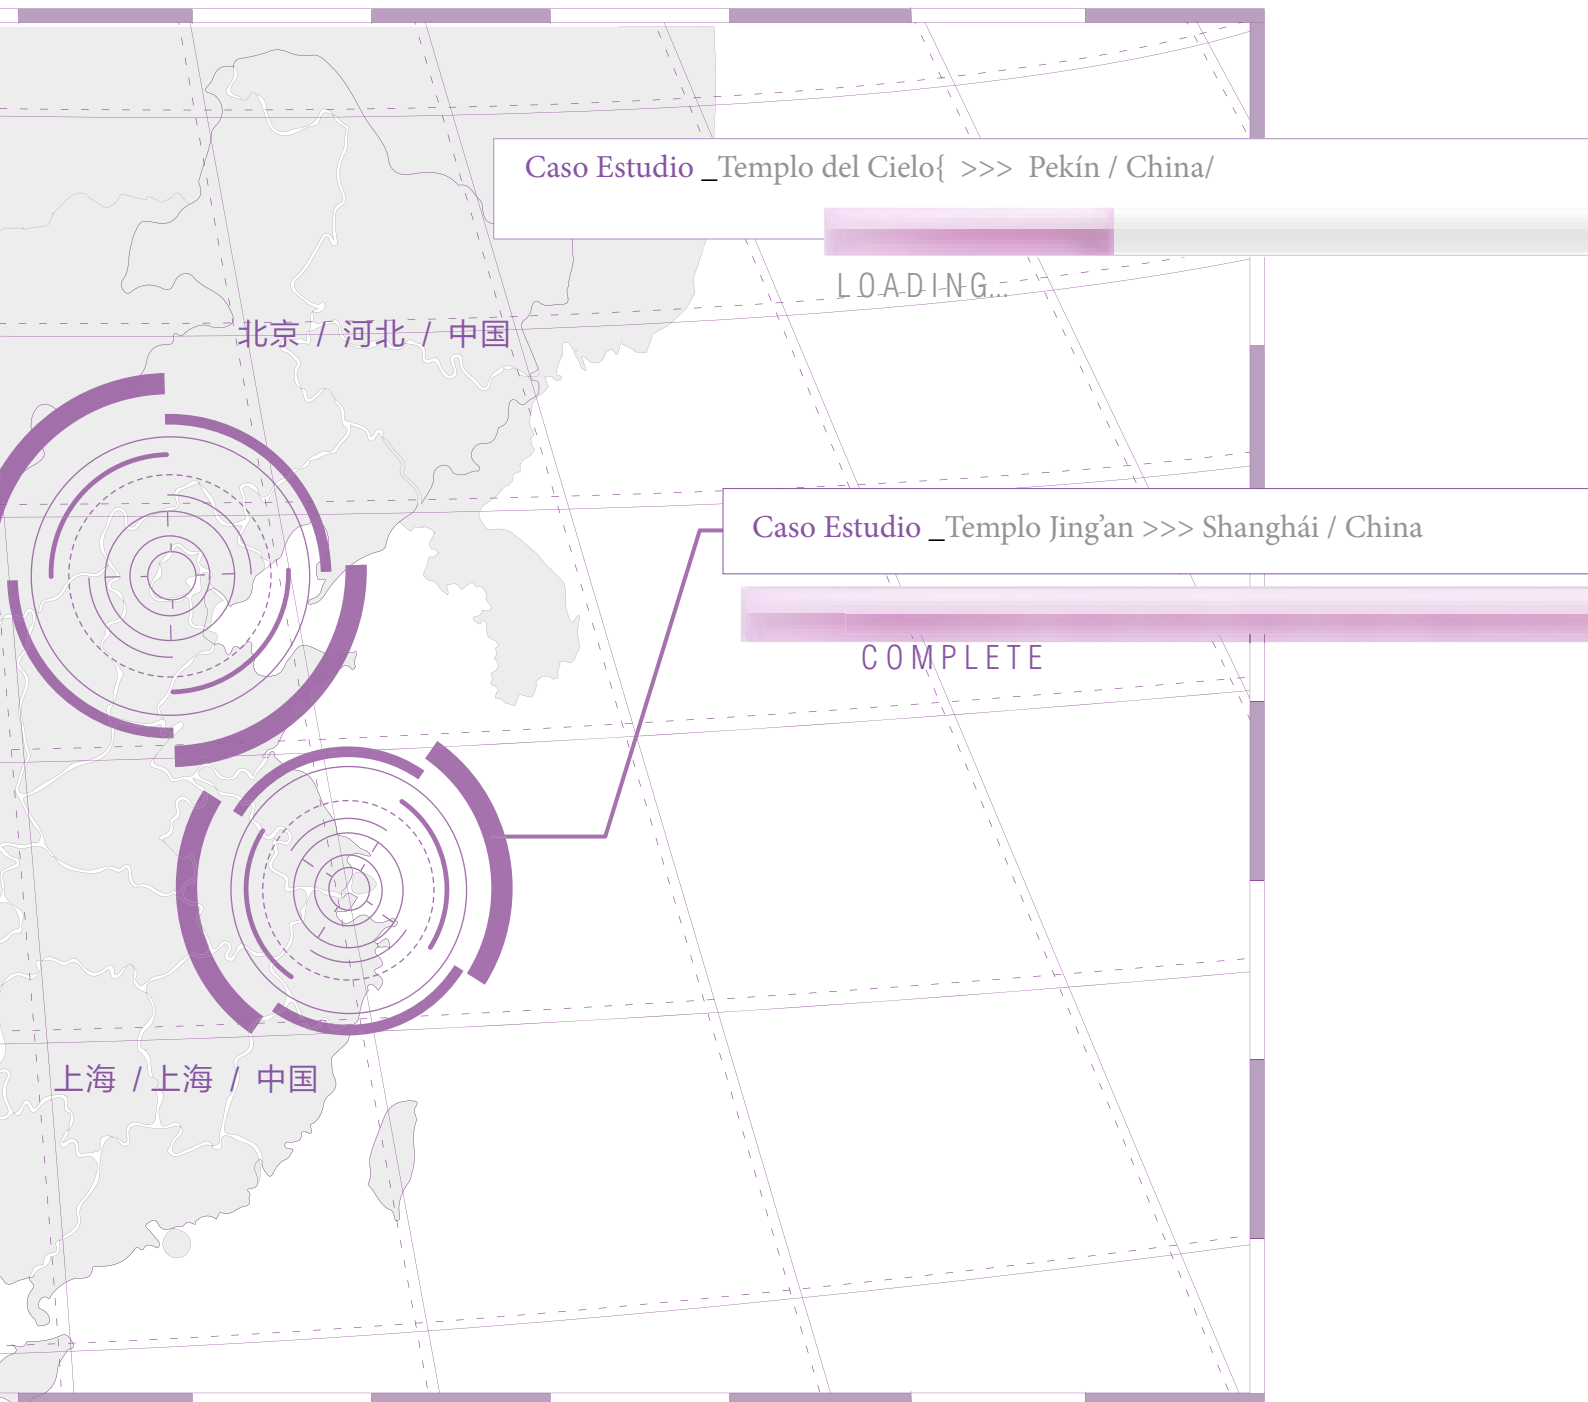 Caso Estudio _Templo del Cielo{ >>> Pekín / China/
LOADING...
北京 / 河北 / 中国
Caso Estudio _Templo Jing’an >>> Shanghái / China
COMPLETE
上海 / 上海 / 中国